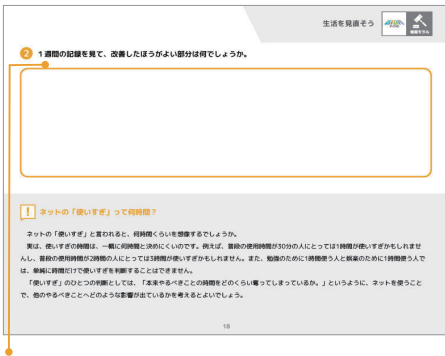 生活を見直そう
情報モラル
2 1週間の記録を見て、改善したほうがよい部分は何でしょうか。
! ネットの「使いすぎ」って何時間？
ネットの「使いすぎ」と言われると、何時間くらいを想像するでしょうか。
実は、使いすぎの時間は、一概に何時間と決めにくいのです。例えば、普段の使用時間が30分の人にとっては1時間が使いすぎかもしれませ
んし、普段の使用時間が2時間の人にとっては3時間が使いすぎかもしれません。また、勉強のために1時間使う人と娯楽のために1時間使う人で
は、単純に時間だけで使いすぎを判断することはできません。
「使いすぎ」のひとつの判断としては、「本来やるべきことの時間をどのくらい奪ってしまっているか。」というように、ネットを使うこと
で、他のやるべきことへどのような影響が出ているかを考えるとよいでしょう。
18